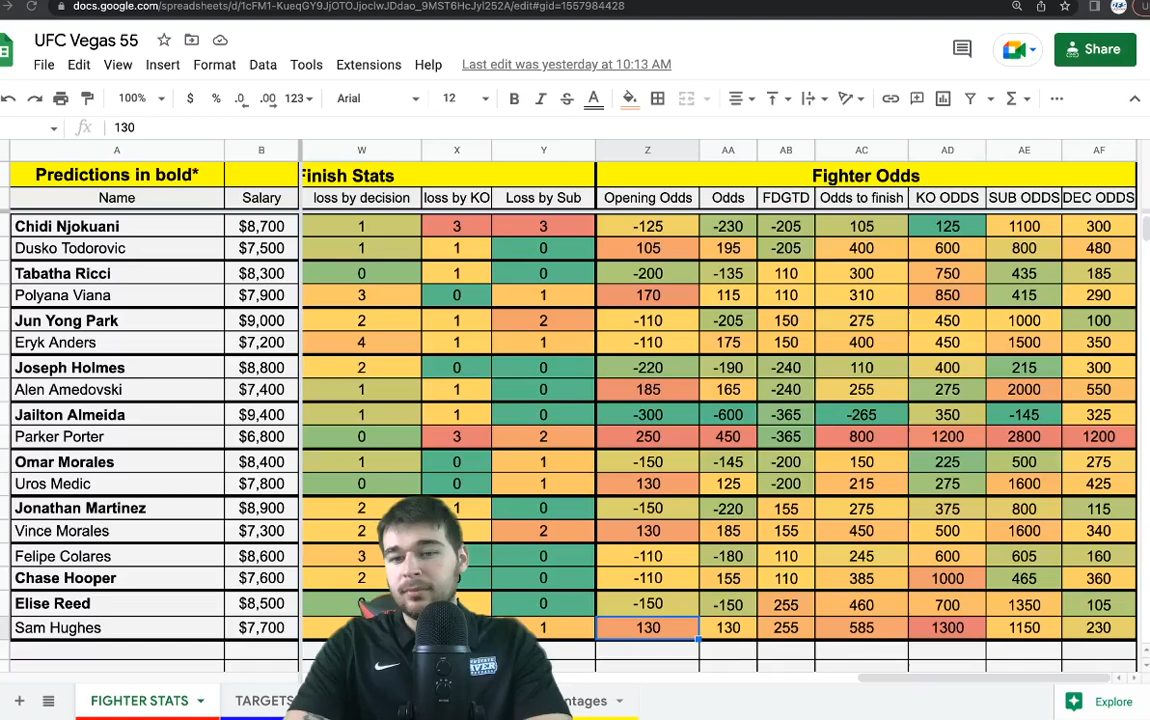 docs.google.com/spreadsheets/d/1cFM1-KueqGY9JjOTOJjoclwJDdao_9MST6HcJyl252A/edit#gid=1557984428
UFC Vegas 55
File Edit View Insert Format Data Tools Extensions Help Last edit was yesterday at 10:13 AM
Share
100% $ % .0 .00 123 Arial 12 B I S A
fx 130
A B W X Y Z AA AB AC AD AE AF
Predictions in bold* Finish Stats Fighter Odds
Name Salary loss by decision loss by KO Loss by Sub Opening Odds Odds FDGTD Odds to finish KO ODDS SUB ODDS DEC ODDS
Chidi Njokuani $8,700 1 3 3 -125 -230 -205 105 125 1100 300
Dusko Todorovic $7,500 1 1 0 105 195 -205 400 600 800 480
Tabatha Ricci $8,300 0 1 0 -200 -135 110 300 750 435 185
Polyana Viana $7,900 3 0 1 170 115 110 310 850 415 290
Jun Yong Park $9,000 2 1 2 -110 -205 150 275 450 1000 100
Eryk Anders $7,200 4 1 1 -110 175 150 400 450 1500 350
Joseph Holmes $8,800 2 0 0 -220 -190 -240 110 400 215 300
Alen Amedovski $7,400 1 1 0 185 165 -240 255 275 2000 550
Jailton Almeida $9,400 1 1 0 -300 -600 -365 -265 350 -145 325
Parker Porter $6,800 0 3 2 250 450 -365 800 1200 2800 1200
Omar Morales $8,400 1 0 1 -150 -145 -200 150 225 500 275
Uros Medic $7,800 0 0 1 130 125 -200 215 275 1600 425
Jonathan Martinez $8,900 2 1 0 -150 -220 155 275 375 800 115
Vince Morales $7,300 2 2 130 185 155 450 500 1600 340
Felipe Colares $8,600 3 0 -110 -180 110 245 600 605 160
Chase Hooper $7,600 2 0 -110 155 110 385 1000 465 360
Elise Reed $8,500 0 -150 -150 255 460 700 1350 105
Sam Hughes $7,700 1 130 130 255 585 1300 1150 230
FIGHTER STATS TARGETS Explore